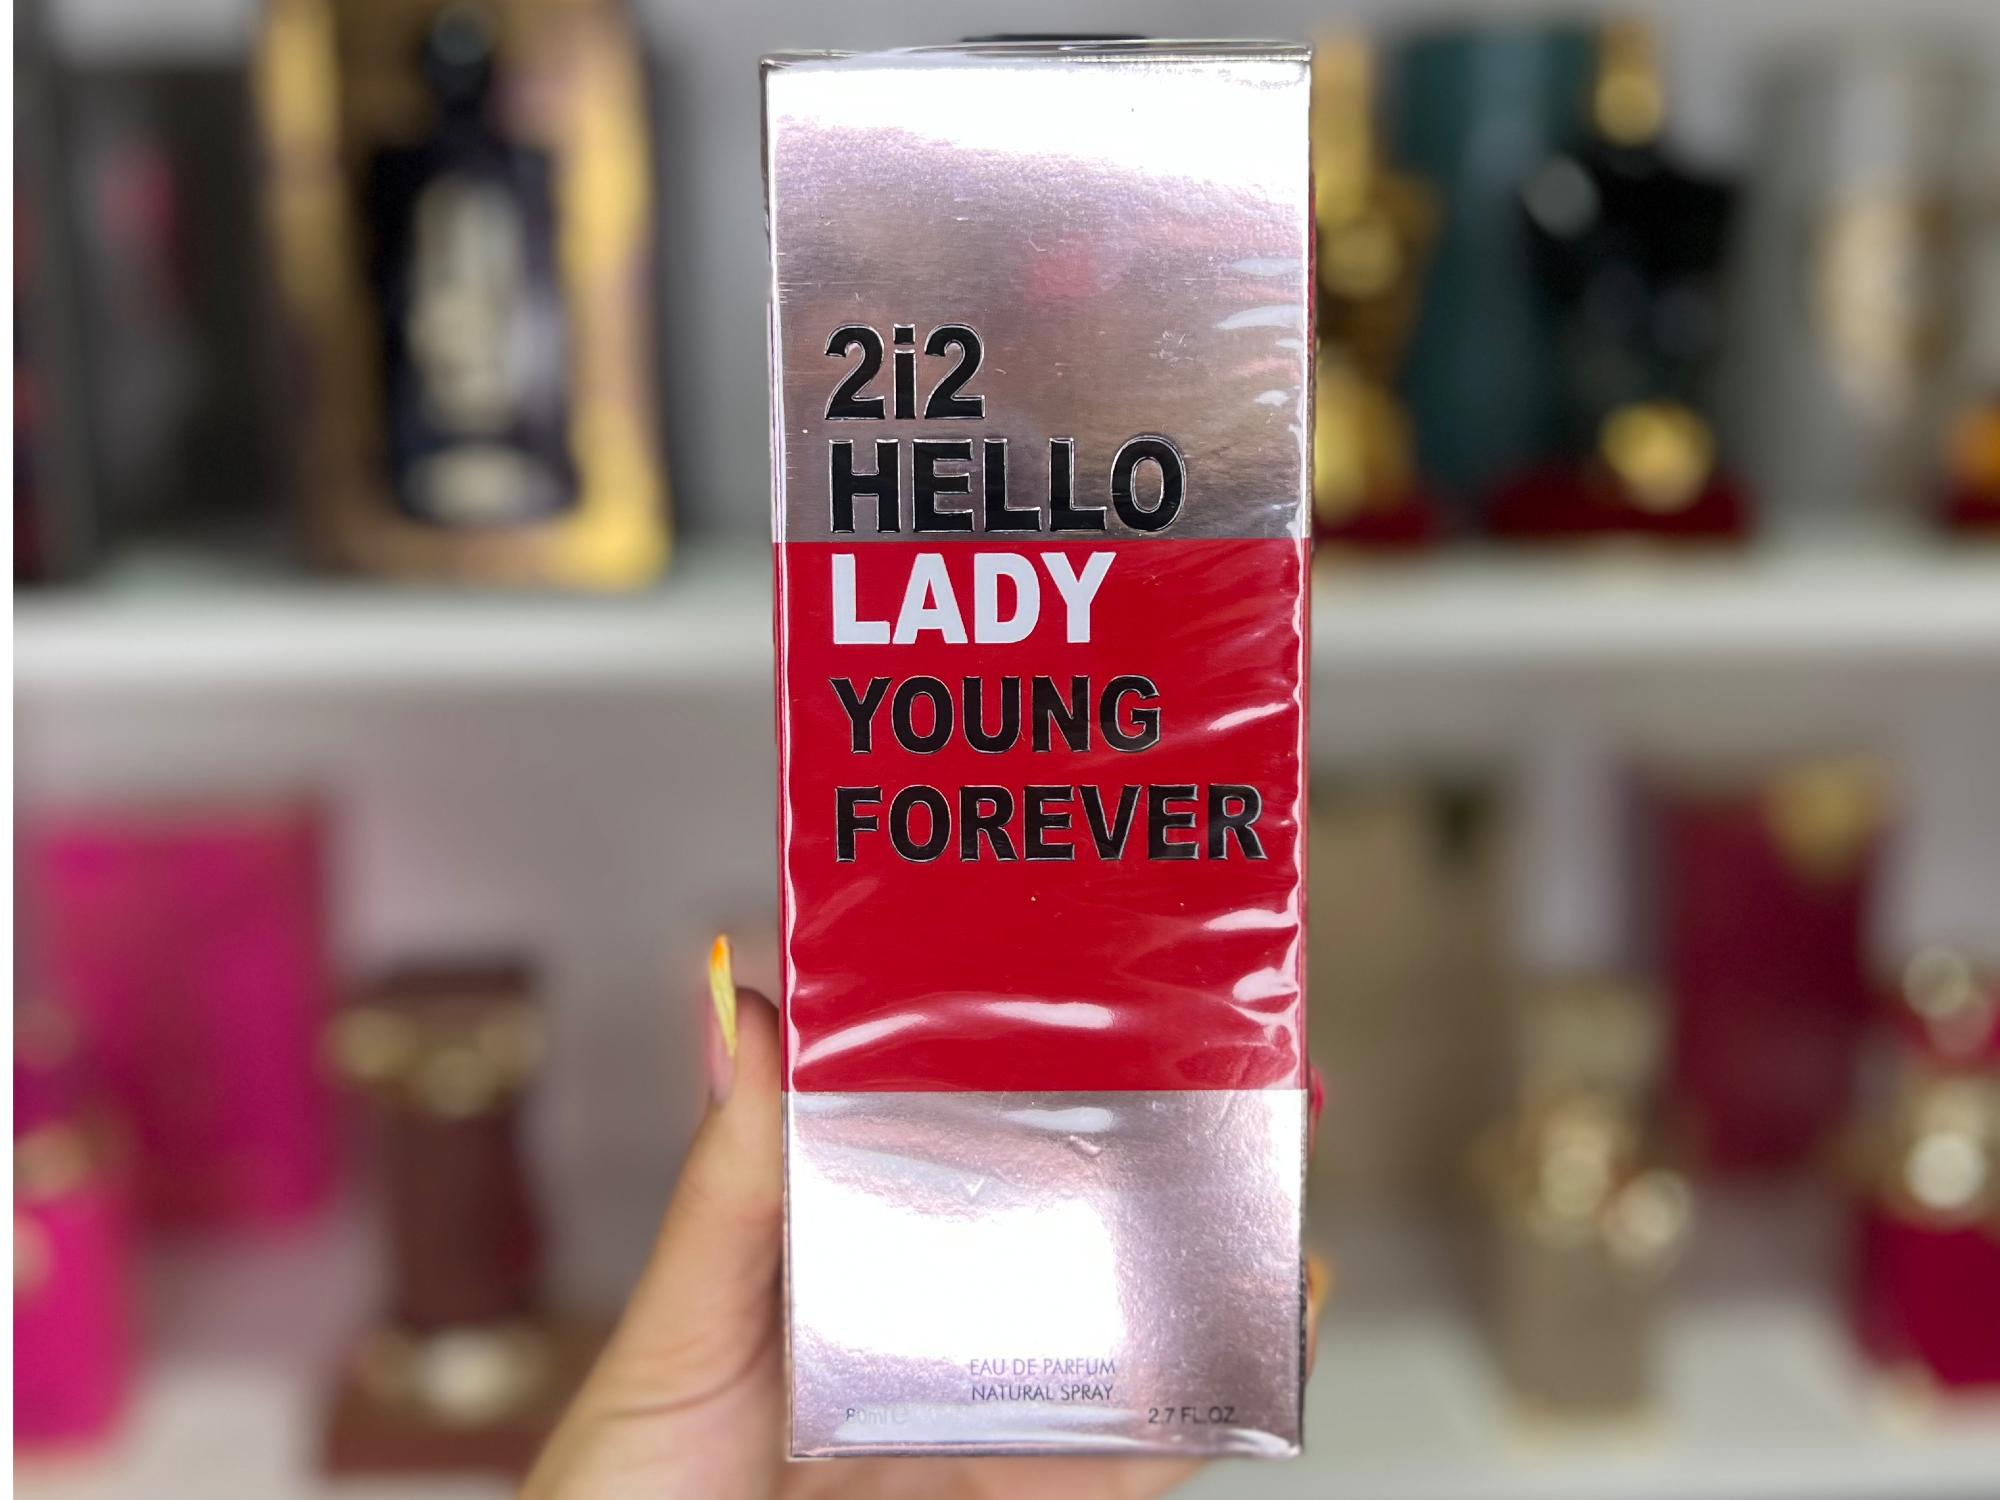 2i2
HELLO
LADY
YOUNG
FOREVER
EAU DE PARFUM
NATURAL SPRAY
80ml e 2.7 FL.OZ.